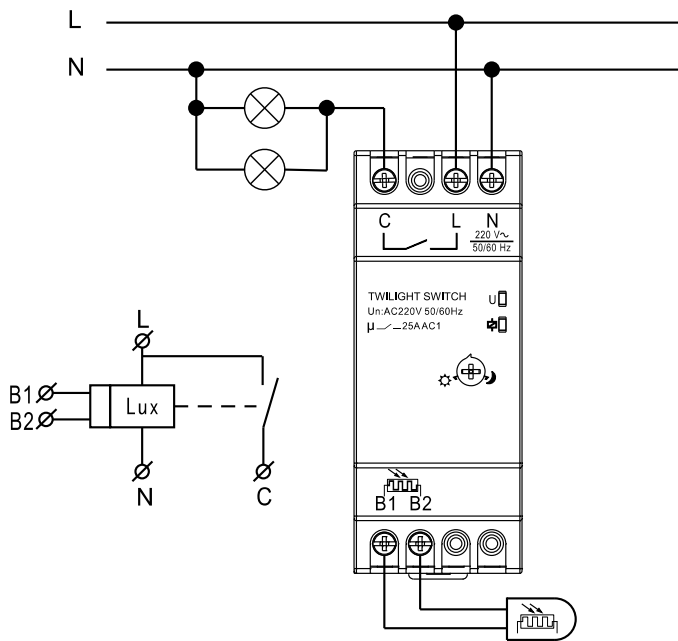 L
N
C L N
220 V~
50/60 Hz
TWILIGHT SWITCH
Un:AC220V 50/60Hz
μ 25A AC1
U
L
B1
B2
Lux
N
C
B1 B2